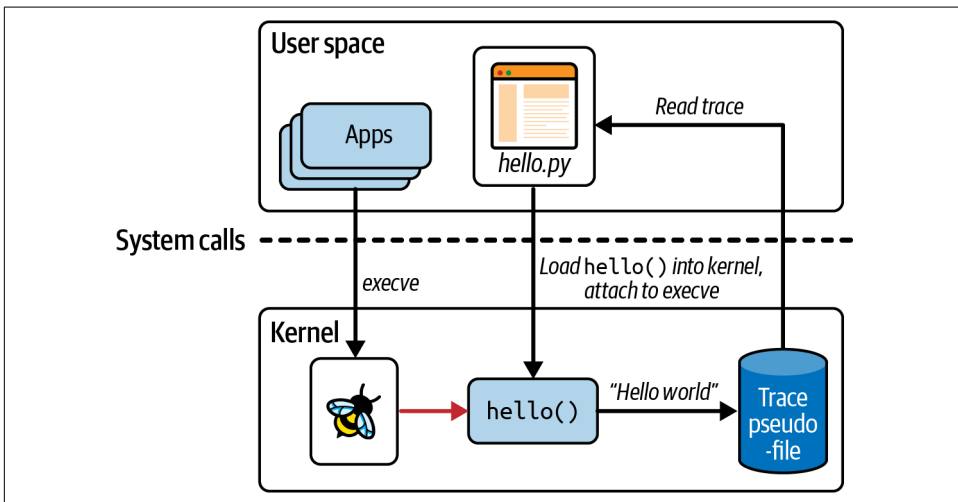 User space
Apps
hello.py
Read trace
System calls
execve
Load hello() into kernel,
attach to execve
Kernel
hello()
“Hello world”
Trace
pseudo
-file